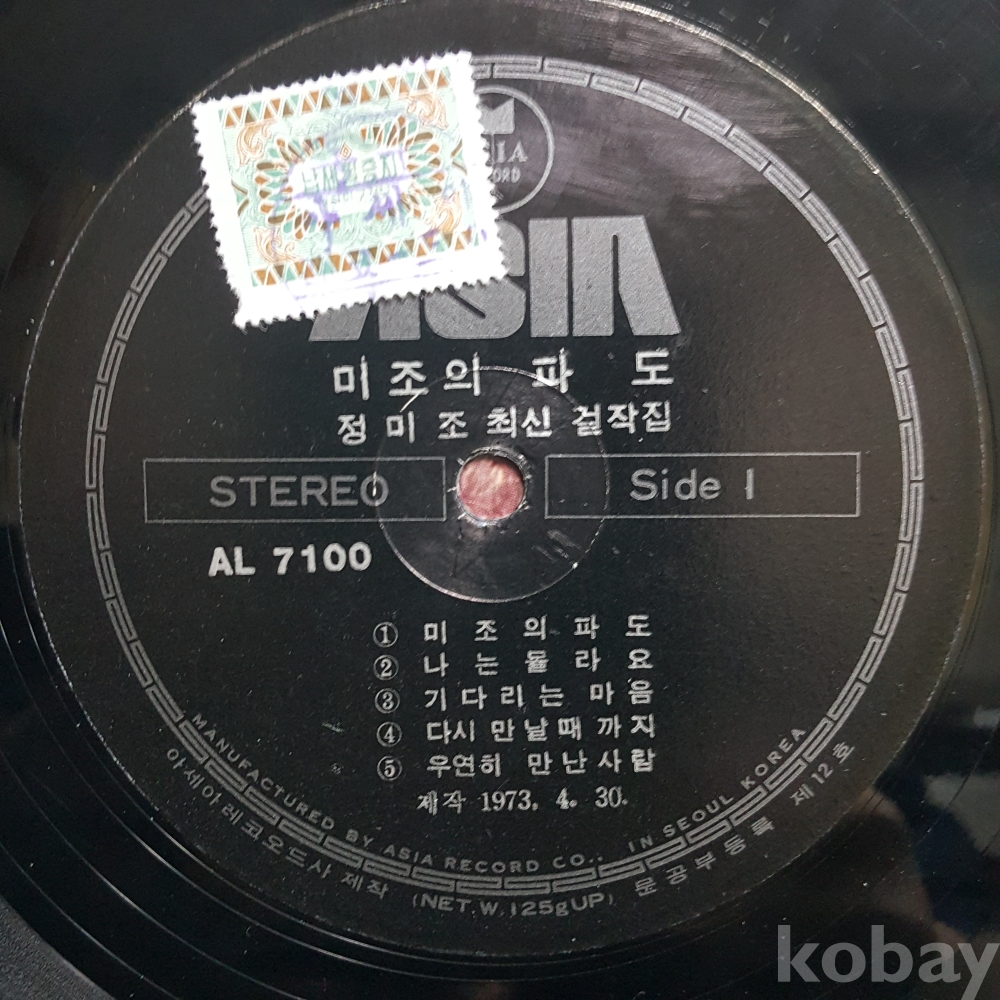 ASIA
미조의 파도
정미조 최신 걸작집
STEREO
Side 1
AL 7100
① 미조의파도
② 나는몰라요
③ 기다리는 마음
④ 다시 만날때 까지
⑤ 우연히 만난사람
제작 1973. 4. 30.
MANUFACTURED BY ASIA RECORD CO., IN SEOUL KOREA
아세아레코오드사 제작 (NET.W.125gUP) 문공부등록 제12호
kobay